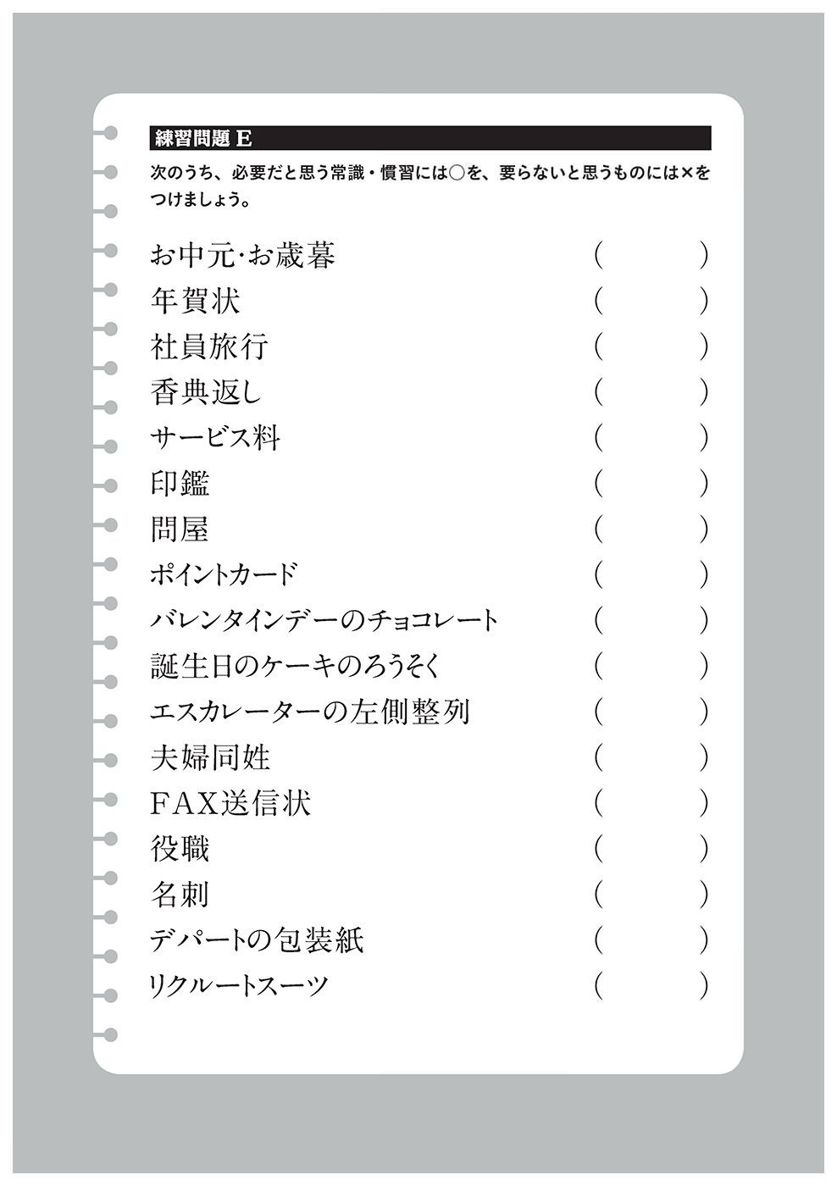 練習問題 E
次のうち、必要だと思う常識・慣習には○を、要らないと思うものには×を
つけましょう。
お中元・お歳暮 （　　）
年賀状 （　　）
社員旅行 （　　）
香典返し （　　）
サービス料 （　　）
印鑑 （　　）
問屋 （　　）
ポイントカード （　　）
バレンタインデーのチョコレート （　　）
誕生日のケーキのろうそく （　　）
エスカレーターの左側整列 （　　）
夫婦同姓 （　　）
FAX送信状 （　　）
役職 （　　）
名刺 （　　）
デパートの包装紙 （　　）
リクルートスーツ （　　）